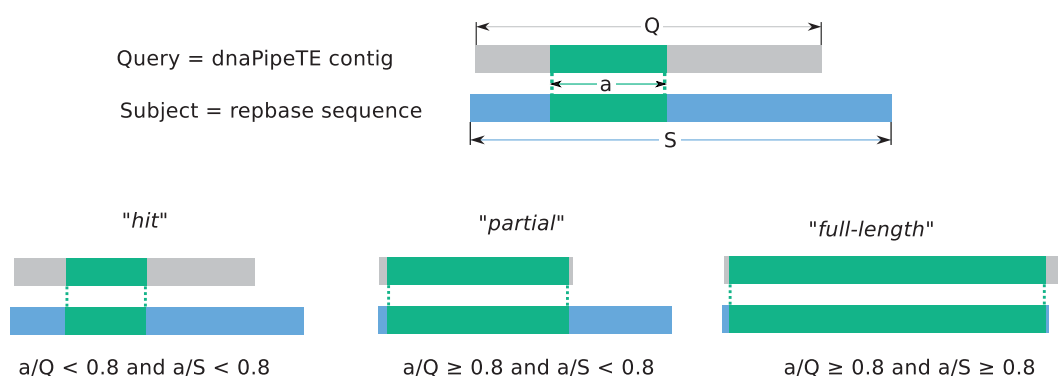 Q
Query = dnaPipeTE contig
a
Subject = repbase sequence
S
"hit"
"partial"
"full-length"
a/Q < 0.8 and a/S < 0.8
a/Q ≥ 0.8 and a/S < 0.8
a/Q ≥ 0.8 and a/S ≥ 0.8